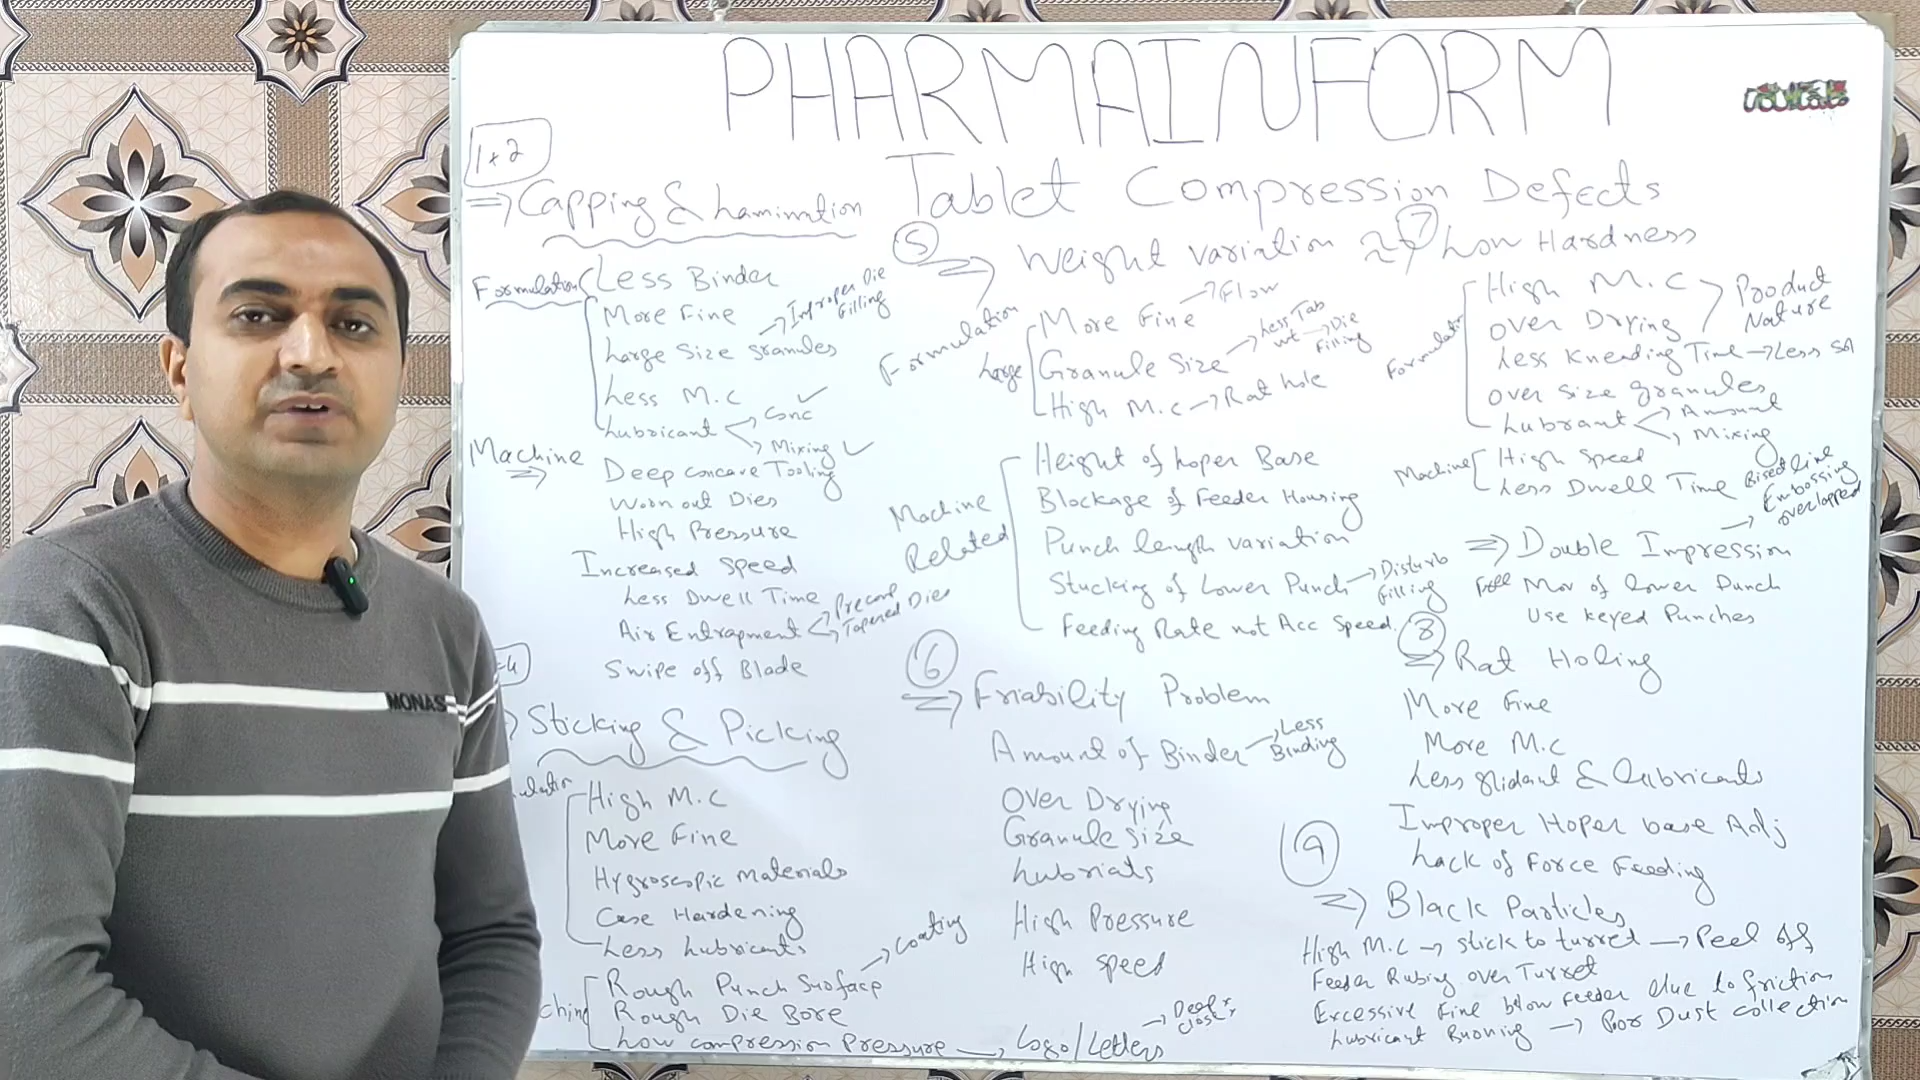 PHARMAINFORM
Tablet Compression Defects
1+2
⇒ Capping & Lamination
Formulation
Less Binder
More Fine
Large Size Granules → Improper Die Filling
Less M.C
Lubricant → Conc ✓
→ Mixing ✓
Machine ⇒
Deep Concave Tooling
Worn out Dies
High Pressure
Increased Speed
Less Dwell Time
Air Entrapment → Precomp
→ Tapered Dies
Swipe off Blade
Sticking & Picking
High M.C
More Fine
Hygroscopic Materials
Case Hardening
Less Lubricants
Rough Punch Surface → Coating
Rough Die Bore
Low Compression Pressure → Logo/Letters → Deep x
Close x
5 ⇒ Weight Variation
Formulation
More Fine → Flow
Large Granule Size → Less Tab wt → Die Filling
High M.C → Rat Hole
Machine Related
Height of Hoper Base
Blockage of Feeder Housing
Punch Length Variation
Stucking of Lower Punch → Disturb Filling
Feeding Rate not Acc Speed.
6 ⇒ Friability Problem
Amount of Binder → Less Binding
Over Drying
Granule Size
Lubriats
High Pressure
High Speed
7 Low Hardness
Formulation
High M.C
Over Drying
Product Nature
Less Kneading Time → Less
Over Size Granules
Lubrant → Amount
→ Mixing
Machine
High Speed
Less Dwell Time
⇒ Double Impression → Bisect line Embossing overlapped
Free Mov of Lower Punch
Use Keyed Punches
8 ⇒ Rat Holing
More Fine
More M.C
Less Glidant & Lubricants
Improper Hoper base Adj
Lack of Force Feeding
9 ⇒ Black Particles
High M.C → Stick to turret → Peel off
Feeder Rubing over Turret
Excessive Fine blow Feeder due to friction
Lubricant Running → Poor Dust Collection
MONAS